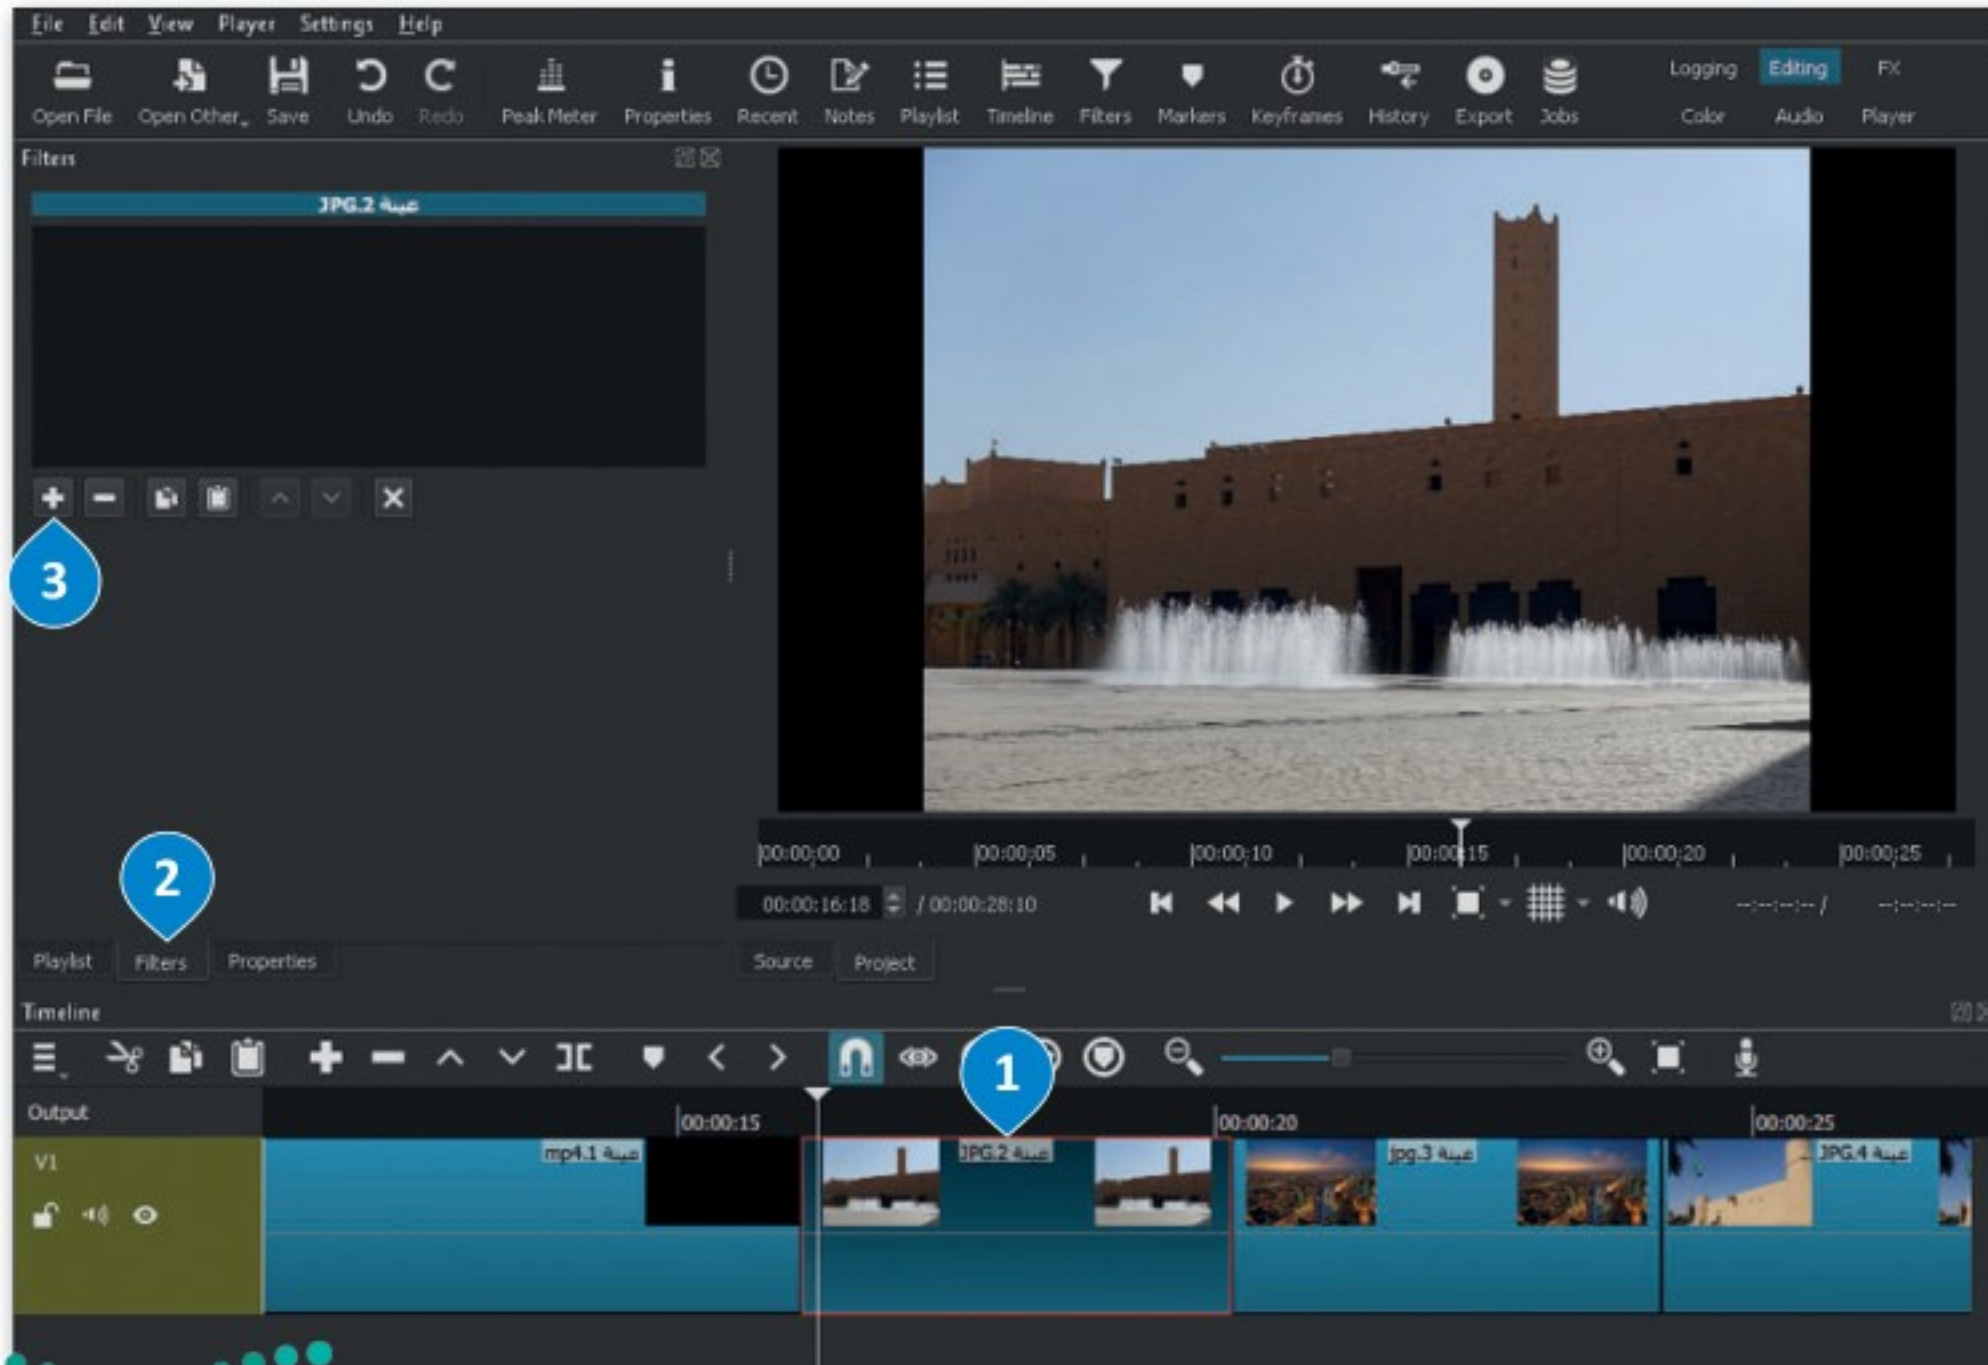 File Edit View Player Settings Help
Open File Open Other Save Undo Redo Peak Meter Properties Recent Notes Playlist Timeline Filters Markers Keyframes History Export Jobs
Logging Editing FX
Color Audio Player
Filters
عينة 2.JPG
3
2
00:00:00 00:00:05 00:00:10 00:00:15 00:00:20 00:00:25
00:00:16:18 / 00:00:28:10 --:--:--:-- / --:--:--:--
Playlist Filters Properties
Source Project
Timeline
1
Output
00:00:15 00:00:20 00:00:25
V1
عينة 1.mp4
عينة 2.JPG
عينة 3.jpg
عينة 4.JPG